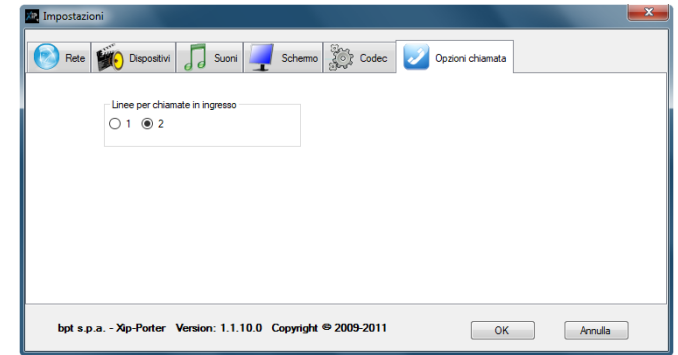 Impostazioni
Rete Dispositivi Suoni Schermo Codec Opzioni chiamata
Linee per chiamate in ingresso
1 2
bpt s.p.a. - Xip-Porter Version: 1.1.10.0 Copyright © 2009-2011 OK Annulla